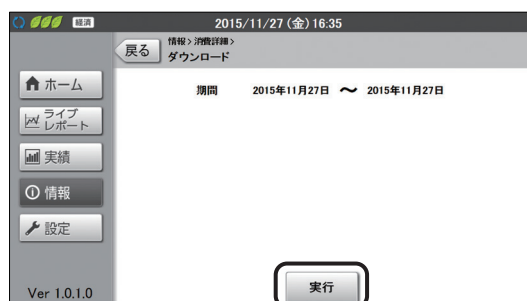 経済
2015/11/27(金)16:35
戻る
情報>消費詳細>
ダウンロード
ホーム
ライブ
レポート
実績
情報
設定
期間 2015年11月27日 ～ 2015年11月27日
実行
Ver 1.0.1.0